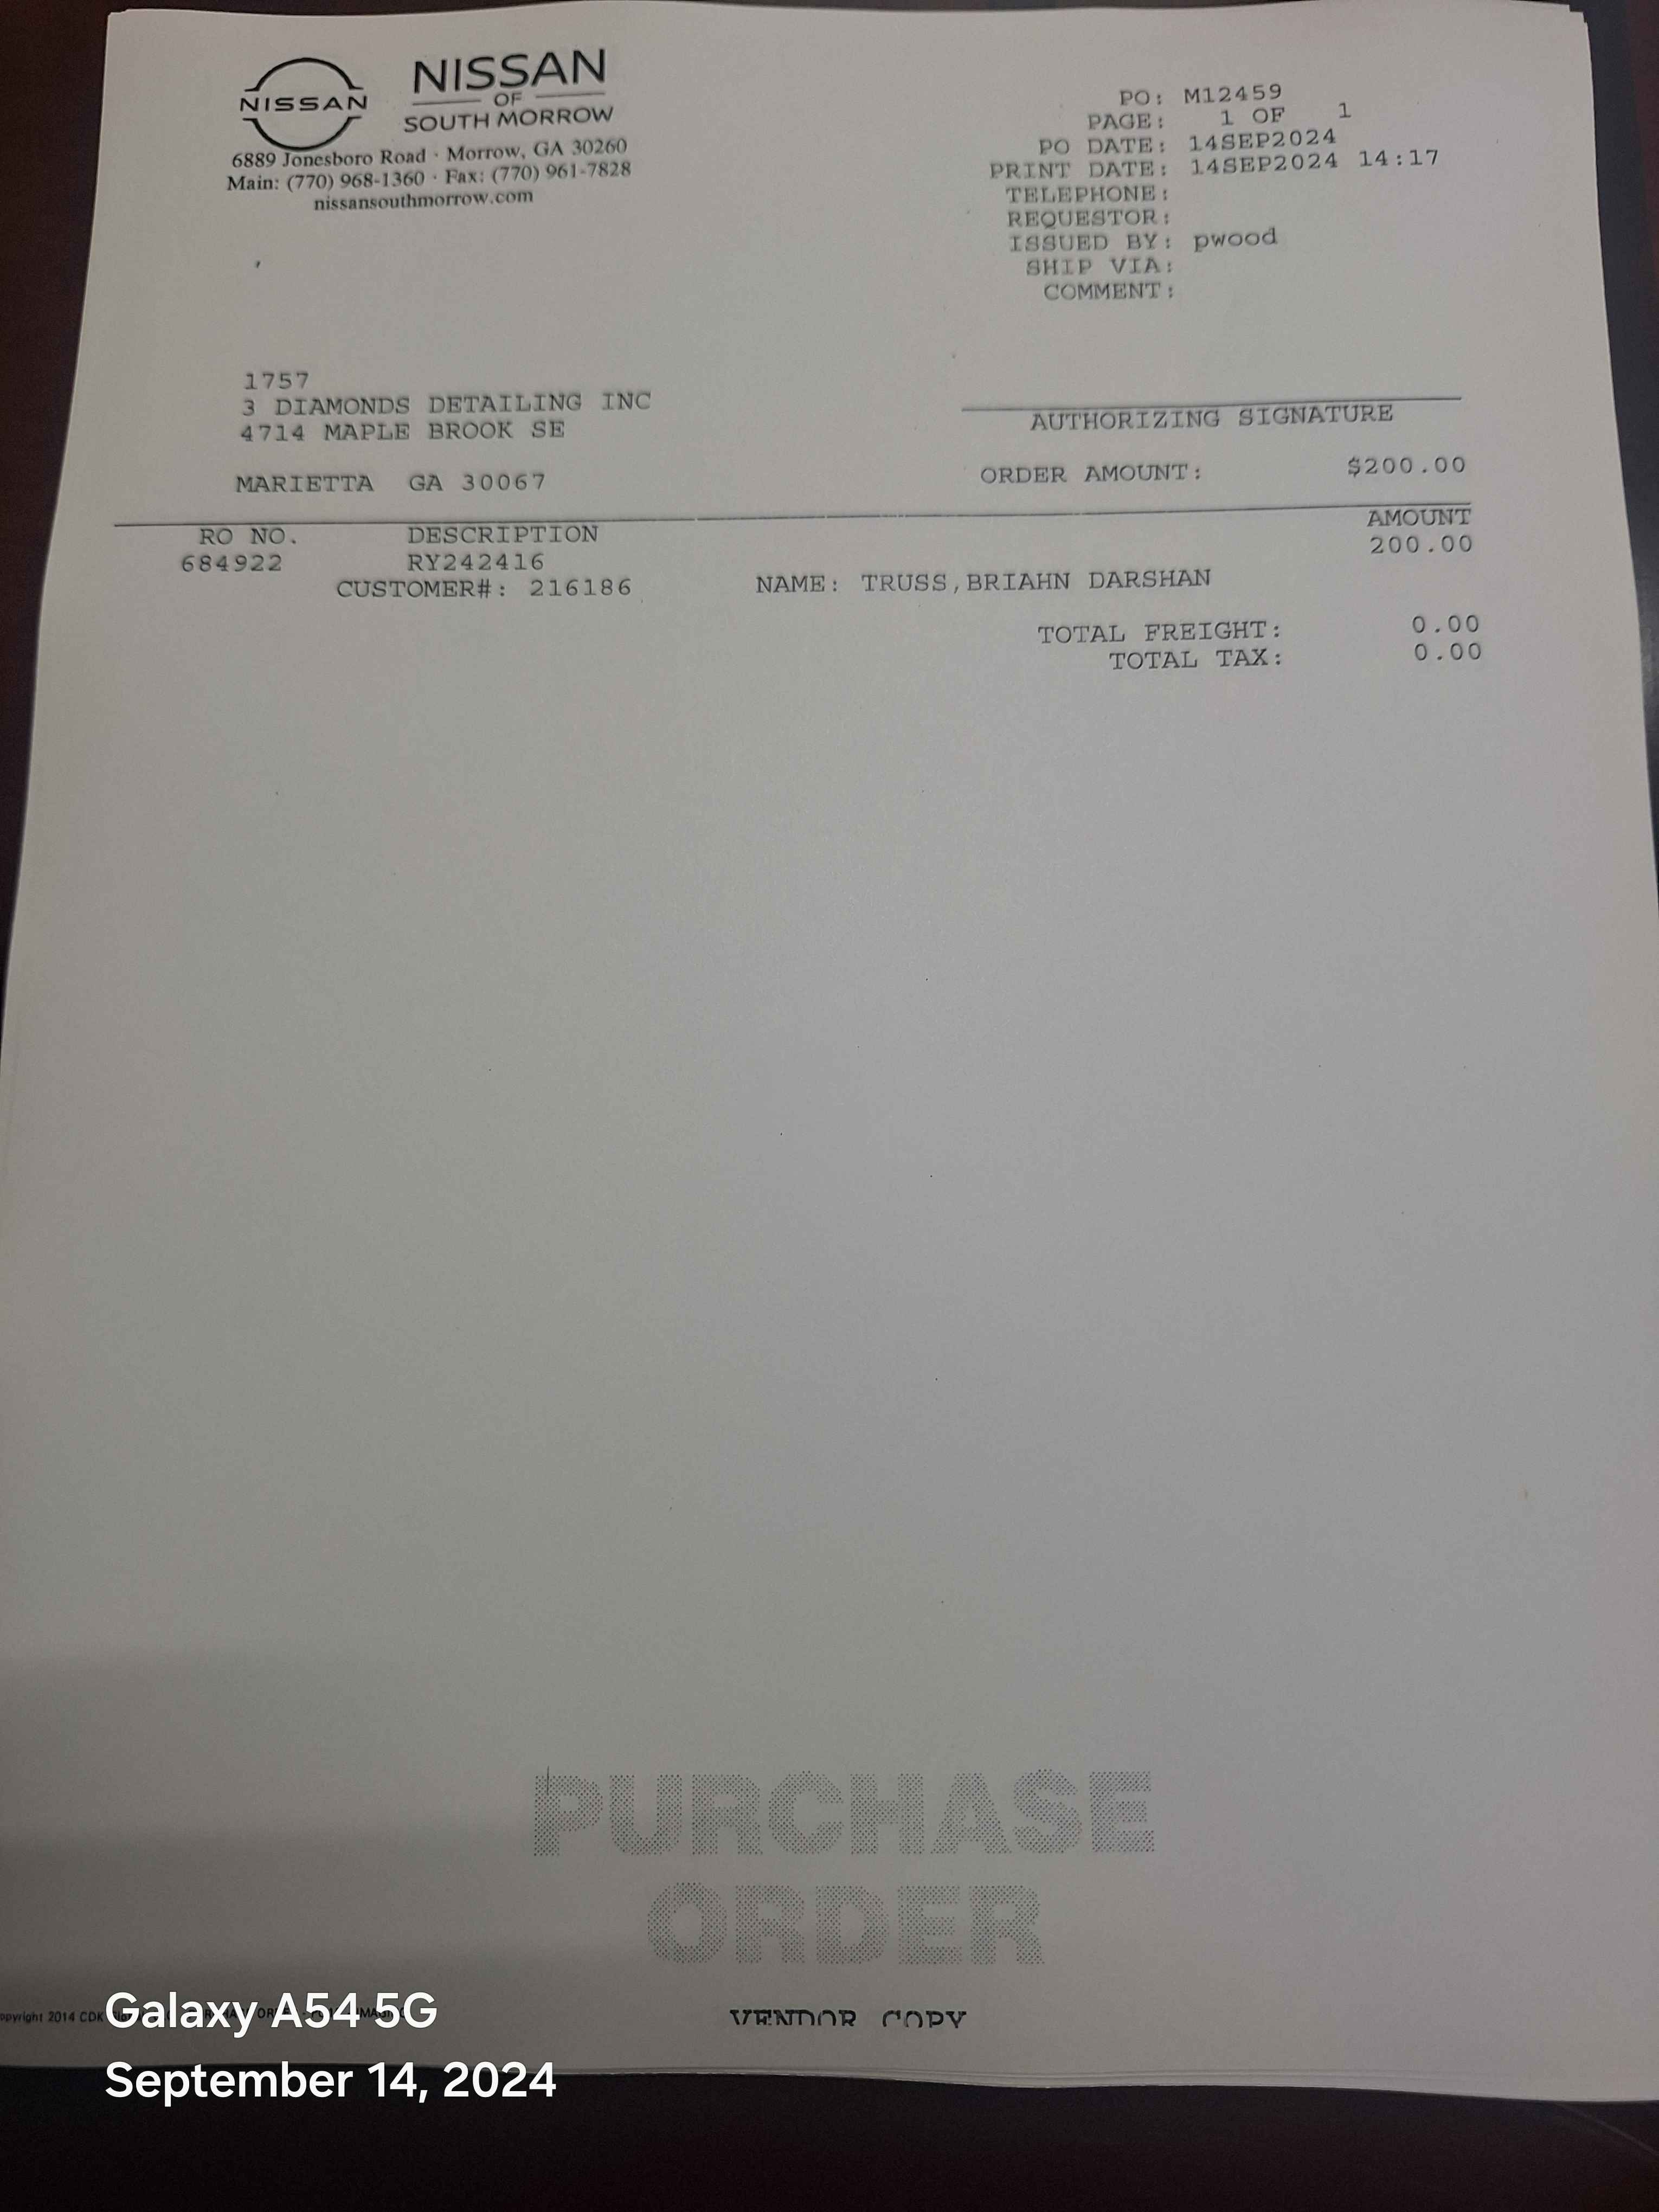 NISSAN
NISSAN
OF
SOUTH MORROW
6889 Jonesboro Road · Morrow, GA 30260
Main: (770) 968-1360 · Fax: (770) 961-7828
nissansouthmorrow.com
PO: M12459
PAGE: 1 OF 1
PO DATE: 14SEP2024
PRINT DATE: 14SEP2024 14:17
TELEPHONE:
REQUESTOR:
ISSUED BY: pwood
SHIP VIA:
COMMENT:
1757
3 DIAMONDS DETAILING INC
4714 MAPLE BROOK SE
MARIETTA GA 30067
AUTHORIZING SIGNATURE
ORDER AMOUNT: $200.00
RO NO. DESCRIPTION AMOUNT
684922 RY242416 200.00
CUSTOMER#: 216186 NAME: TRUSS,BRIAHN DARSHAN
TOTAL FREIGHT: 0.00
TOTAL TAX: 0.00
PURCHASE
ORDER
opyright 2014 CDK
VENDOR COPY
Galaxy A54 5G
September 14, 2024